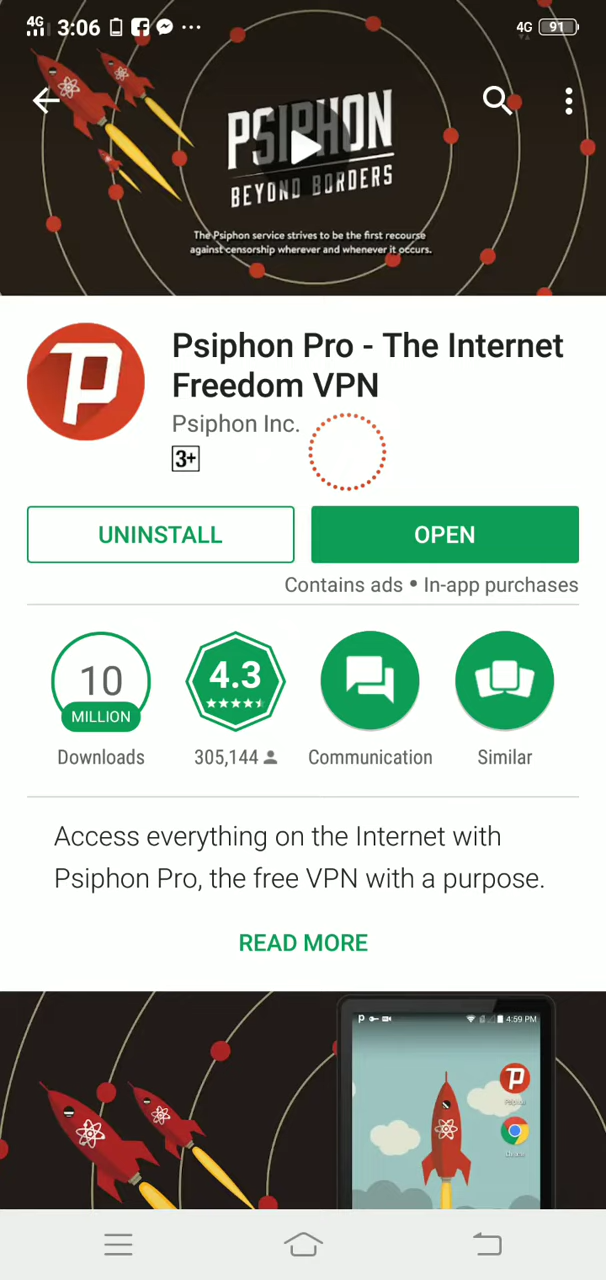 4G 3:06
4G 91
PSIPHON
BEYOND BORDERS
The Psiphon service strives to be the first recourse
against censorship wherever and whenever it occurs.
Psiphon Pro - The Internet
Freedom VPN
Psiphon Inc.
3+
UNINSTALL
OPEN
Contains ads • In-app purchases
10
MILLION
Downloads
4.3
305,144
Communication
Similar
Access everything on the Internet with
Psiphon Pro, the free VPN with a purpose.
READ MORE
4:59 PM